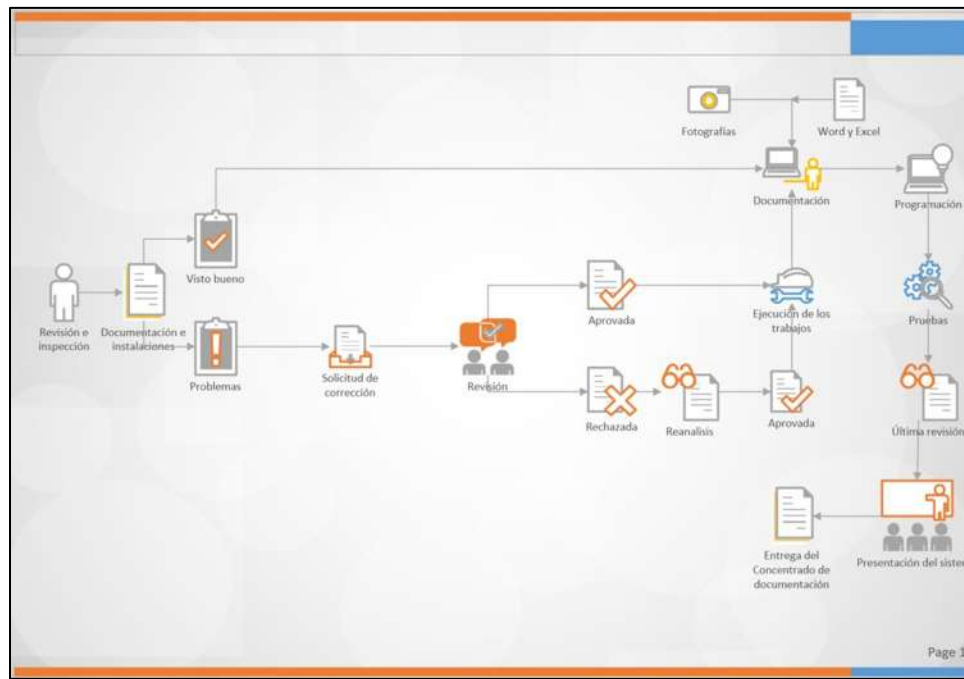 Fotografías
Word y Excel
Documentación
Programación
Visto bueno
Revisión e
inspección
Documentación e
instalaciones
Problemas
Solicitud de
corrección
Revisión
Aprovada
Ejecución de los
trabajos
Pruebas
Rechazada
Reanalisis
Aprovada
Última revisión
Entrega del
Concentrado de
documentación
Presentación del sistem
Page 1